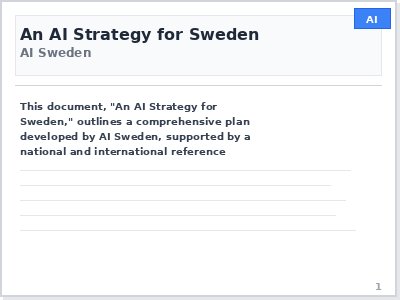 An AI Strategy for Sweden
AI Sweden
AI
This document, "An AI Strategy for
Sweden," outlines a comprehensive plan
developed by AI Sweden, supported by a
national and international reference
1